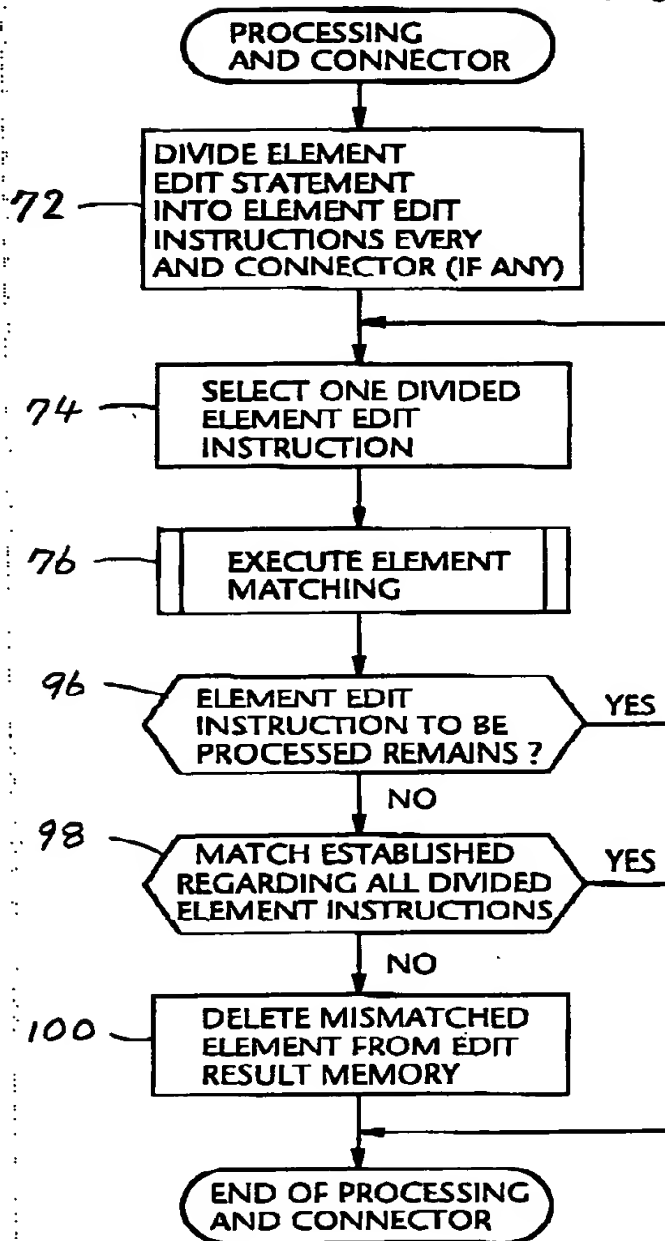 PROCESSING
AND CONNECTOR
72
DIVIDE ELEMENT
EDIT STATEMENT
INTO ELEMENT EDIT
INSTRUCTIONS EVERY
AND CONNECTOR (IF ANY)
74
SELECT ONE DIVIDED
ELEMENT EDIT
INSTRUCTION
76
EXECUTE ELEMENT
MATCHING
96
ELEMENT EDIT
INSTRUCTION TO BE
PROCESSED REMAINS ?
YES
NO
98
MATCH ESTABLISHED
REGARDING ALL DIVIDED
ELEMENT INSTRUCTIONS
YES
NO
100
DELETE MISMATCHED
ELEMENT FROM EDIT
RESULT MEMORY
END OF PROCESSING
AND CONNECTOR